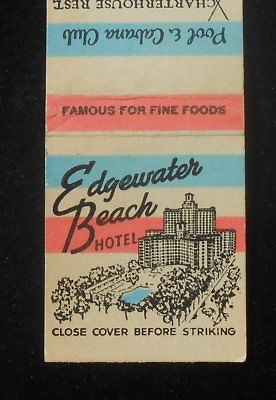 CHARTERHOUSE REST.
Pool & Cabana Club
FAMOUS FOR FINE FOODS
Edgewater
Beach
HOTEL
CLOSE COVER BEFORE STRIKING